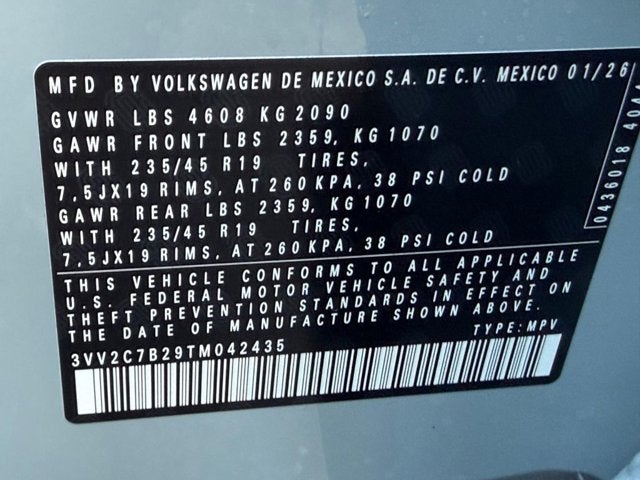 MFD BY VOLKSWAGEN DE MEXICO S.A. DE C.V. MEXICO 01/26
GVWR LBS 4608 KG 2090
GAWR FRONT LBS 2359, KG 1070
WITH 235/45 R19 TIRES,
7,5JX19 RIMS, AT 260 KPA, 38 PSI COLD
GAWR REAR LBS 2359, KG 1070
WITH 235/45 R19 TIRES,
7,5JX19 RIMS, AT 260 KPA, 38 PSI COLD
THIS VEHICLE CONFORMS TO ALL APPLICABLE
U.S. FEDERAL MOTOR VEHICLE SAFETY AND
THEFT PREVENTION STANDARDS IN EFFECT ON
THE DATE OF MANUFACTURE SHOWN ABOVE.
TYPE: MPV
3VV2C7B29TM042435
0436018